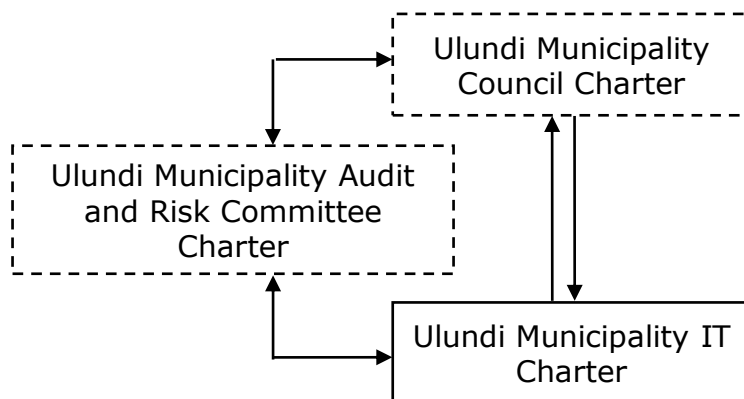 Ulundi Municipality
Council Charter
Ulundi Municipality Audit
and Risk Committee
Charter
Ulundi Municipality IT
Charter